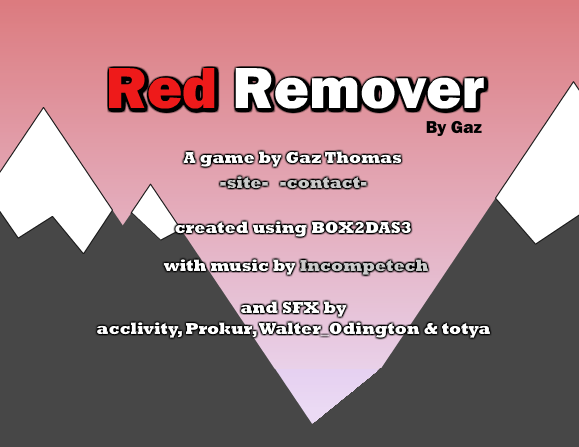 Red Remover
By Gaz
A game by Gaz Thomas
-site- -contact-
created using BOX2DAS3
with music by Incompetech
and SFX by
acclivity, Prokur, Walter_Odington & totya